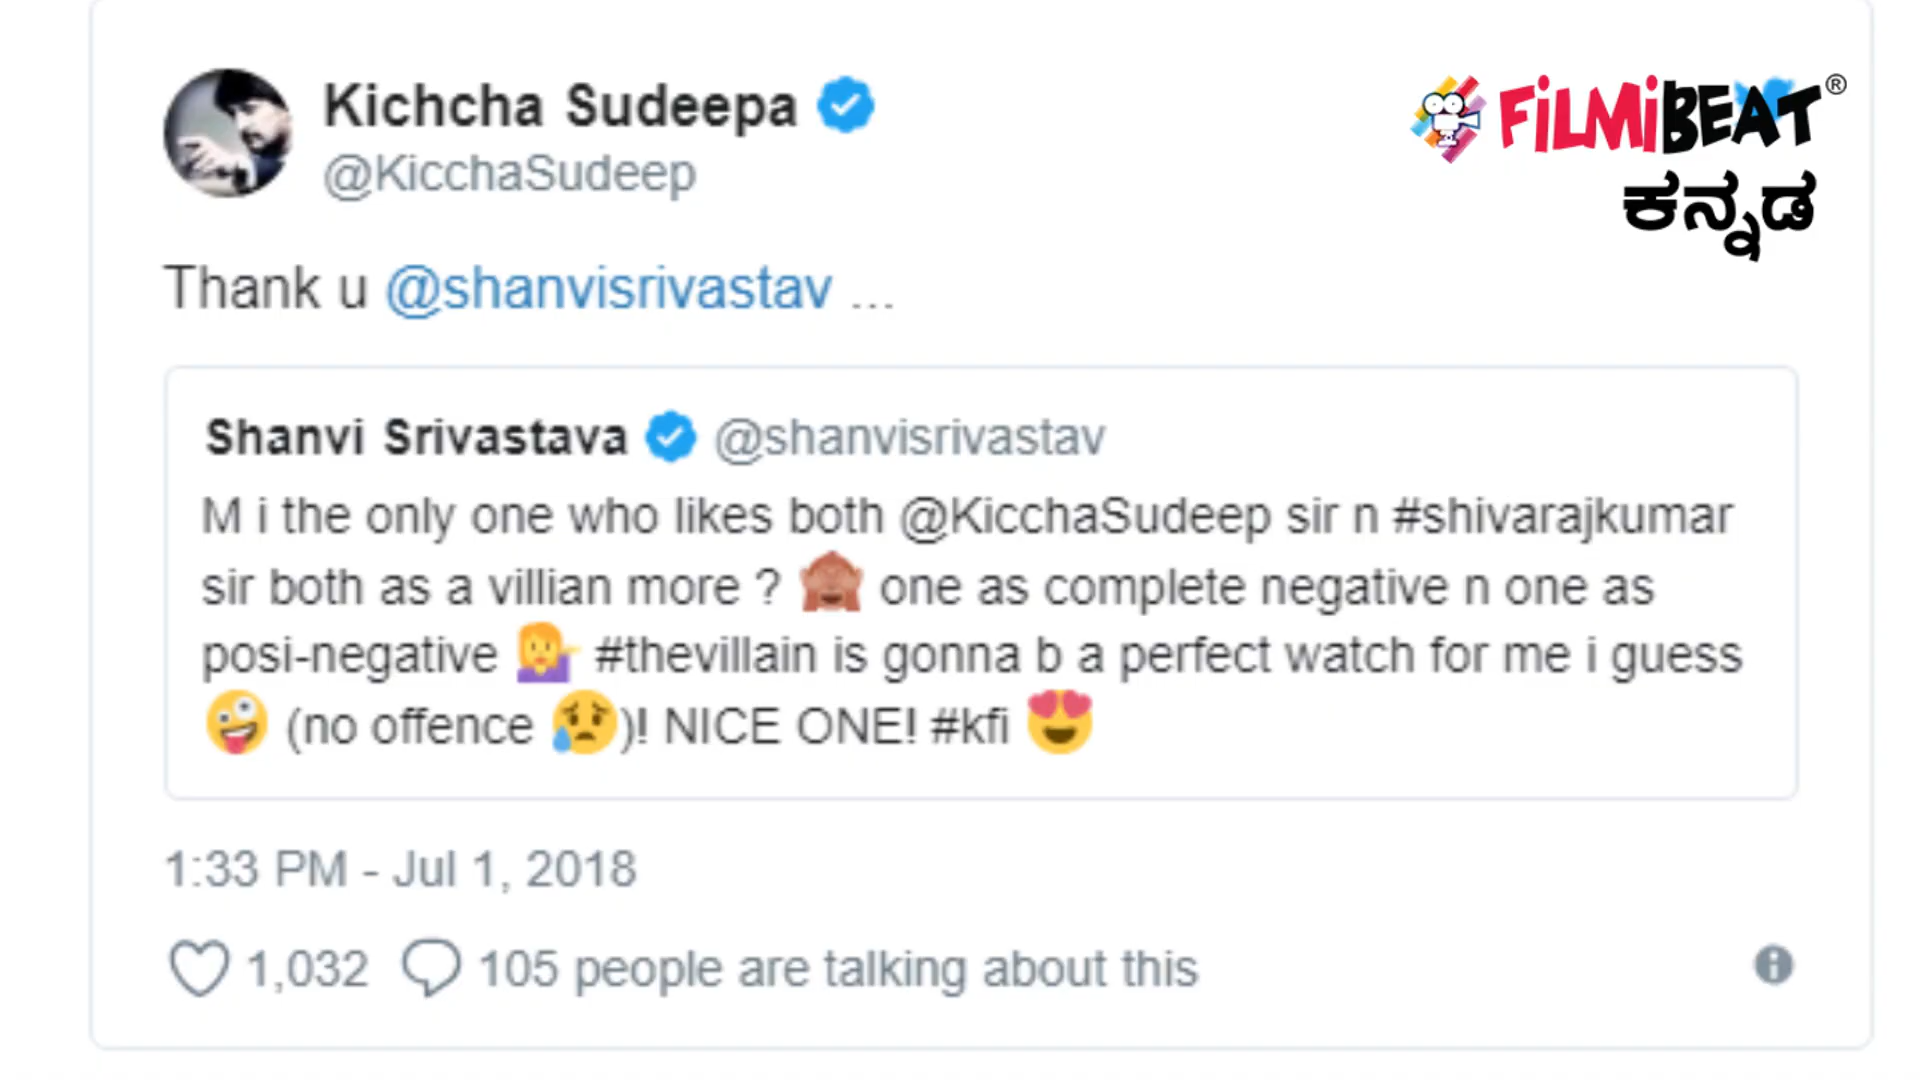 Kichcha Sudeepa
@KicchaSudeep
FiLMiBEAT®
ಕನ್ನಡ
Thank u @shanvisrivastav ...
Shanvi Srivastava @shanvisrivastav
M i the only one who likes both @KicchaSudeep sir n #shivarajkumar
sir both as a villian more ? 🙈 one as complete negative n one as
posi-negative 💁 #thevillain is gonna b a perfect watch for me i guess
🤪 (no offence 😥)! NICE ONE! #kfi 😍
1:33 PM - Jul 1, 2018
1,032 105 people are talking about this